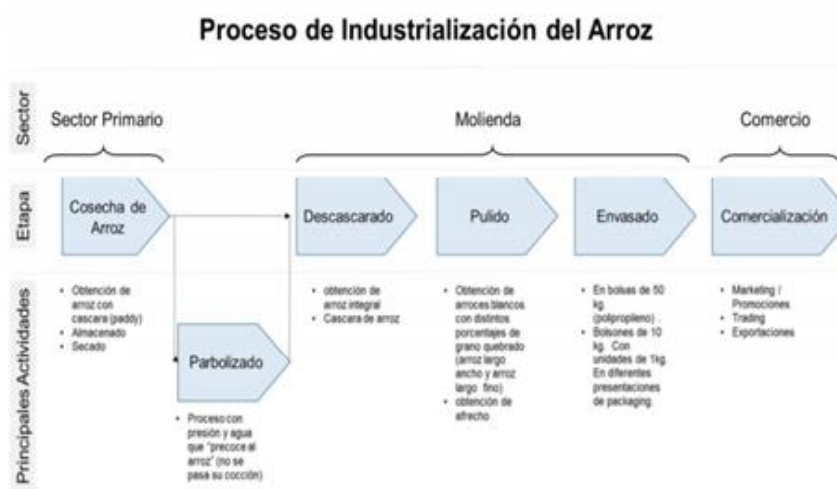 Proceso de Industrialización del Arroz
Sector
Sector Primario
Molienda
Comercio
Etapa
Cosecha de
Arroz
Descascarado
Pulido
Envasado
Comercialización
Principales Actividades
• Obtención de
arroz con
cascara (paddy)
• Almacenado
• Secado
Parbolizado
• Proceso con
presión y agua
que "precoce al
arroz" (no se
pasa su cocción)
• obtención de
arroz integral
• Cascara de arroz
• Obtención de
arroces blancos
con distintos
porcentajes de
grano quebrado
(arroz largo
ancho y arroz
largo fino)
• obtención de
afrecho
• En bolsas de 50
kg.
(polipropleno) .
• Bolsones de 10
kg. Con
unidades de 1kg.
En diferentes
presentaciones
de packaging.
• Marketing /
Promociones
• Trading
• Exportaciones